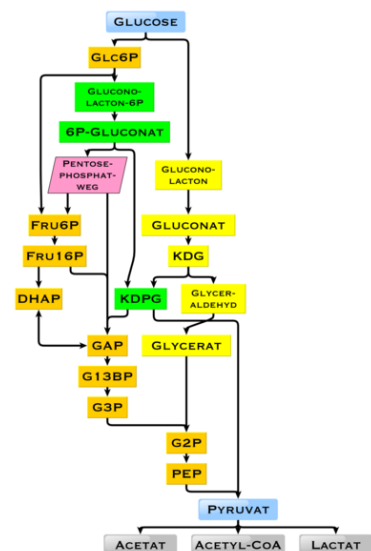 GLUCOSE
GLC6P
GLUCONO-
LACTON-6P
6P-GLUCONAT
PENTOSE-
PHOSPHAT-
WEG
GLUCONO-
LACTON
FRU6P
GLUCONAT
FRU16P
KDG
DHAP
KDPG
GLYCER-
ALDEHYD
GAP
GLYCERAT
G13BP
G3P
G2P
PEP
PYRUVAT
ACETAT
ACETYL-COA
LACTAT